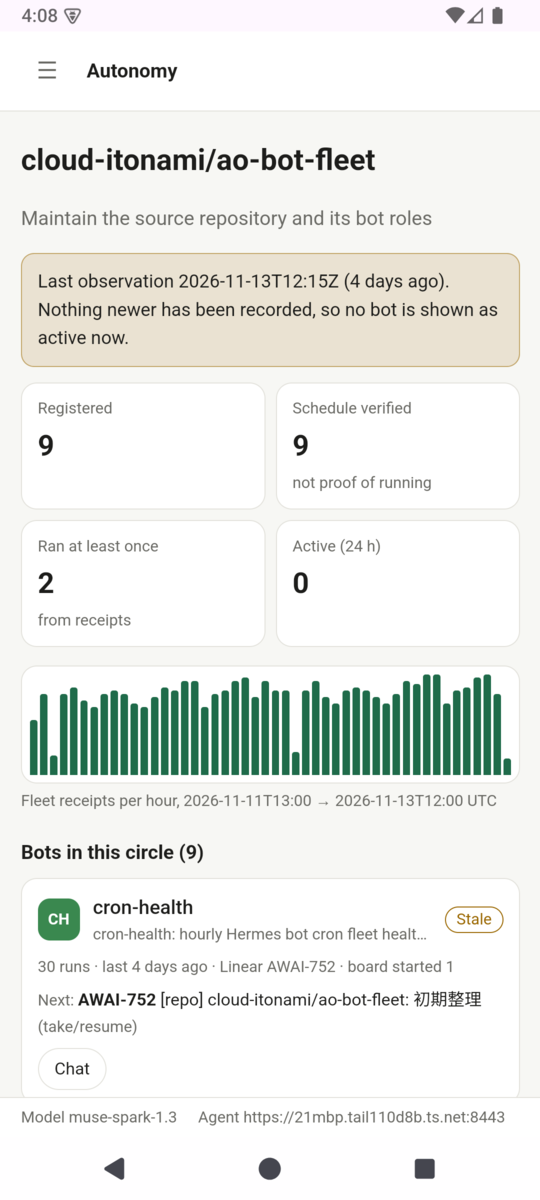 4:08
Autonomy
cloud-itonami/ao-bot-fleet
Maintain the source repository and its bot roles
Last observation 2026-11-13T12:15Z (4 days ago).
Nothing newer has been recorded, so no bot is shown as
active now.
Registered
9
Schedule verified
9
not proof of running
Ran at least once
2
from receipts
Active (24 h)
0
Fleet receipts per hour, 2026-11-11T13:00 → 2026-11-13T12:00 UTC
Bots in this circle (9)
CH
cron-health
cron-health: hourly Hermes bot cron fleet healt…
Stale
30 runs · last 4 days ago · Linear AWAI-752 · board started 1
Next: AWAI-752 [repo] cloud-itonami/ao-bot-fleet: 初期整理
(take/resume)
Chat
Model muse-spark-1.3 Agent https://21mbp.tail110d8b.ts.net:8443